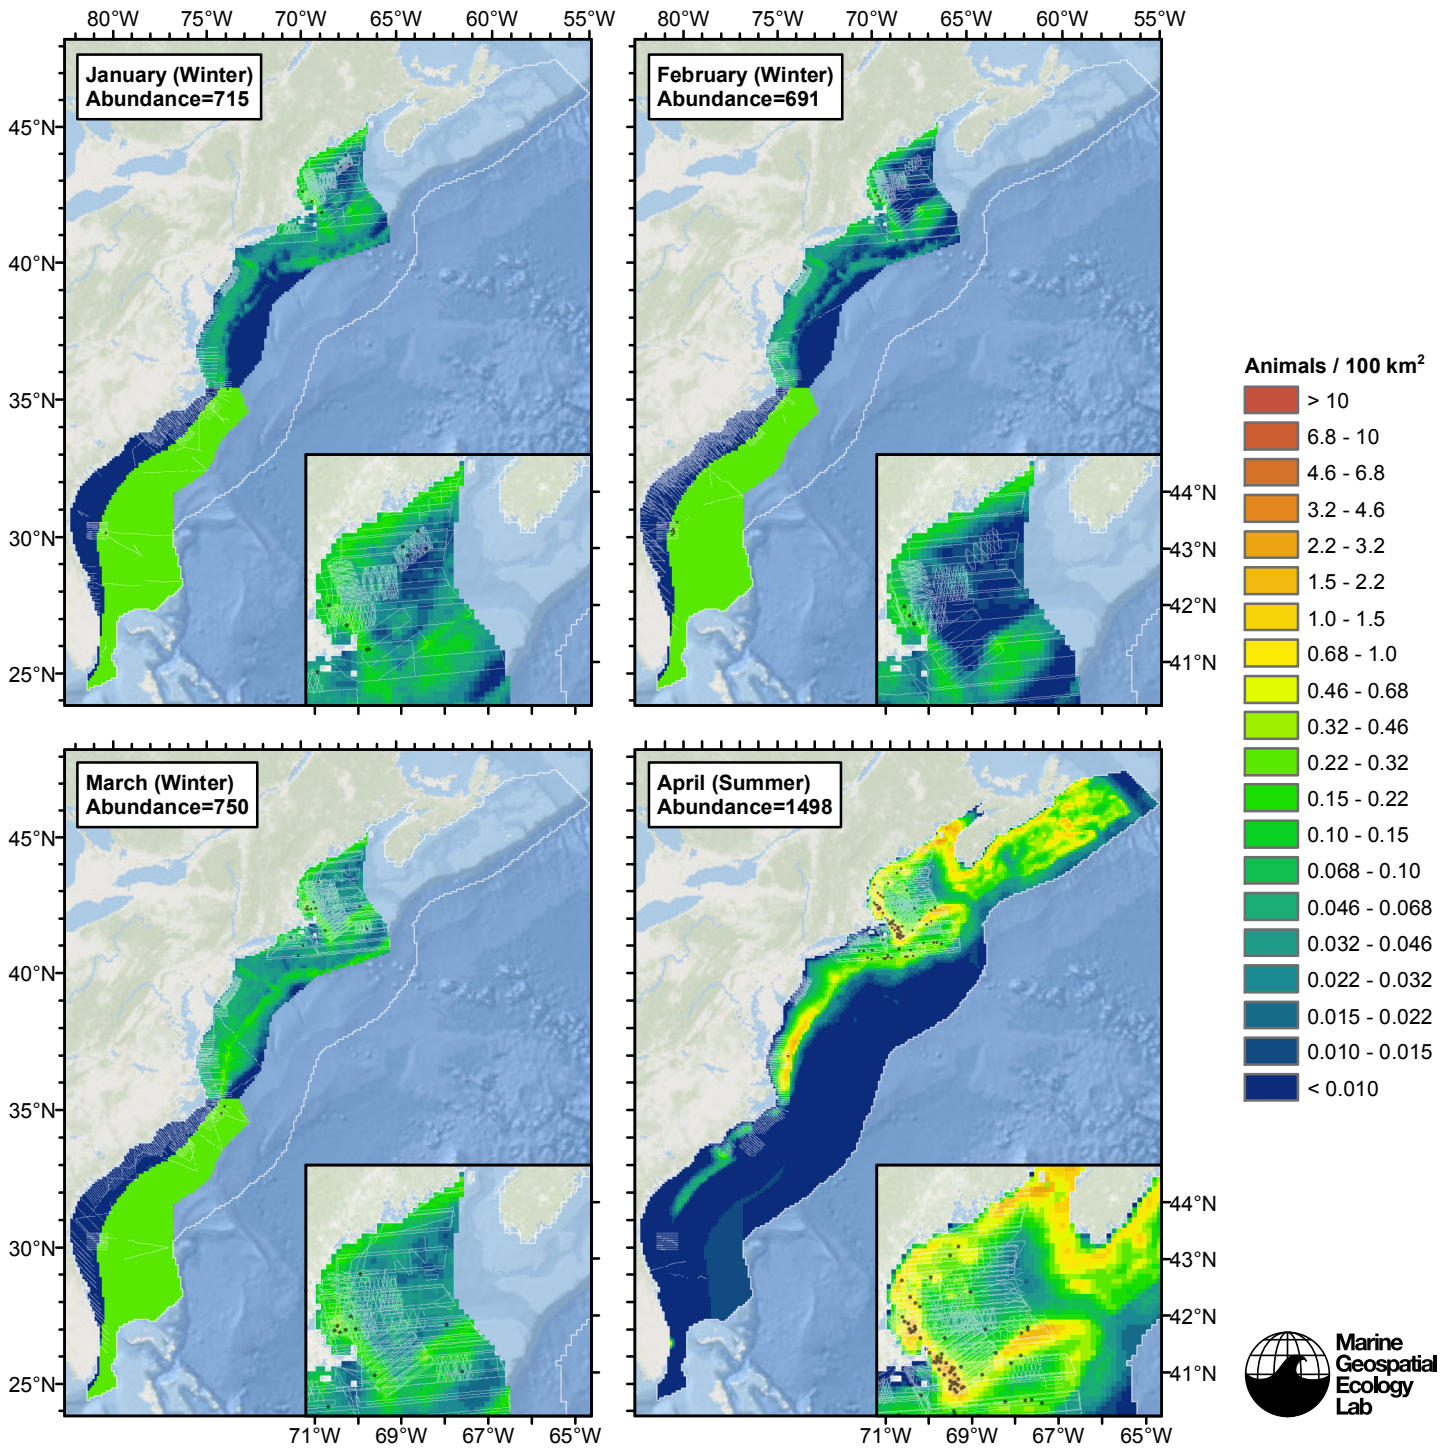 80°W 75°W 70°W 65°W 60°W 55°W 80°W 75°W 70°W 65°W 60°W 55°W
January (Winter)
Abundance=715
February (Winter)
Abundance=691
45°N
40°N
35°N
30°N
25°N
44°N
43°N
42°N
41°N
March (Winter)
Abundance=750
April (Summer)
Abundance=1498
45°N
40°N
35°N
30°N
25°N
44°N
43°N
42°N
41°N
71°W 69°W 67°W 65°W 71°W 69°W 67°W 65°W
Animals / 100 km²
> 10
6.8 - 10
4.6 - 6.8
3.2 - 4.6
2.2 - 3.2
1.5 - 2.2
1.0 - 1.5
0.68 - 1.0
0.46 - 0.68
0.32 - 0.46
0.22 - 0.32
0.15 - 0.22
0.10 - 0.15
0.068 - 0.10
0.046 - 0.068
0.032 - 0.046
0.022 - 0.032
0.015 - 0.022
0.010 - 0.015
< 0.010
Marine
Geospatial
Ecology
Lab